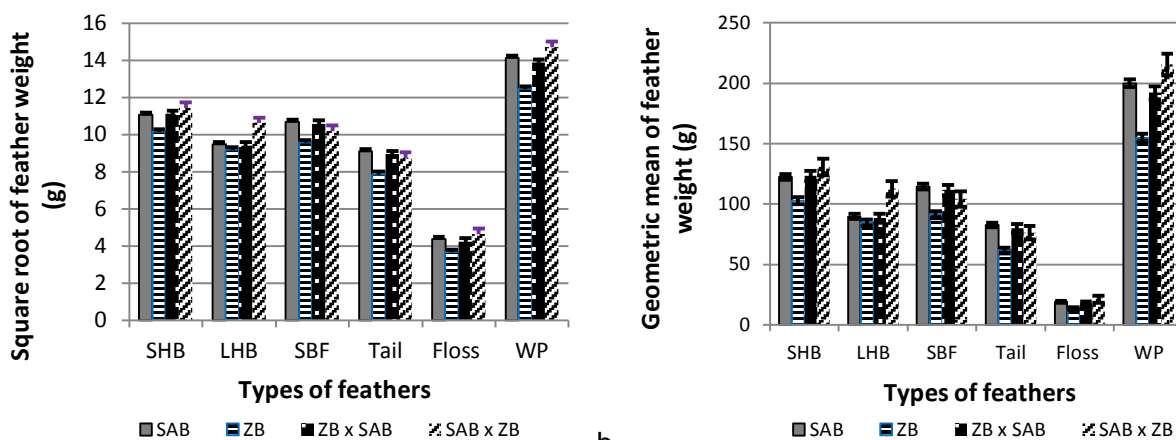 Square root of feather weight
(g)
16
14
12
10
8
6
4
2
0
SHB LHB SBF Tail Floss WP
Types of feathers
SAB ZB ZB x SAB SAB x ZB
Geometric mean of feather
weight (g)
250
200
150
100
50
0
SHB LHB SBF Tail Floss WP
Types of feathers
SAB ZB ZB x SAB SAB x ZB